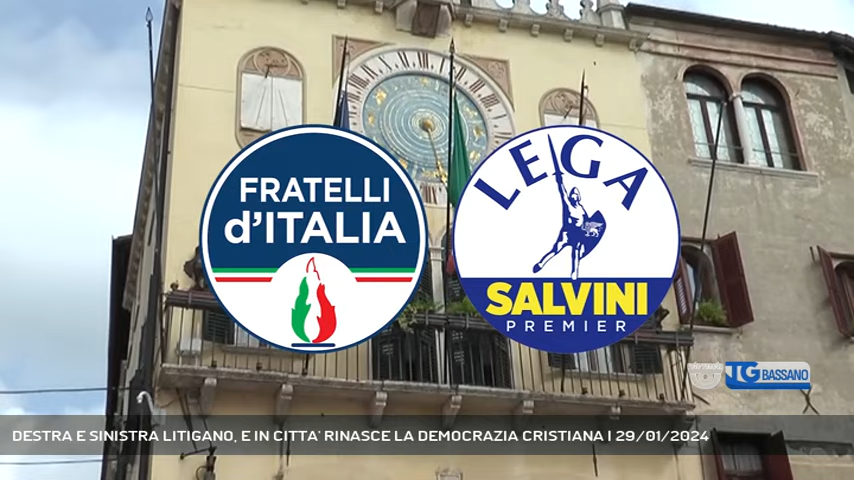 FRATELLI
d'ITALIA
LEGA
SALVINI
PREMIER
TG BASSANO
DESTRA E SINISTRA LITIGANO, E IN CITTA' RINASCE LA DEMOCRAZIA CRISTIANA | 29/01/2024